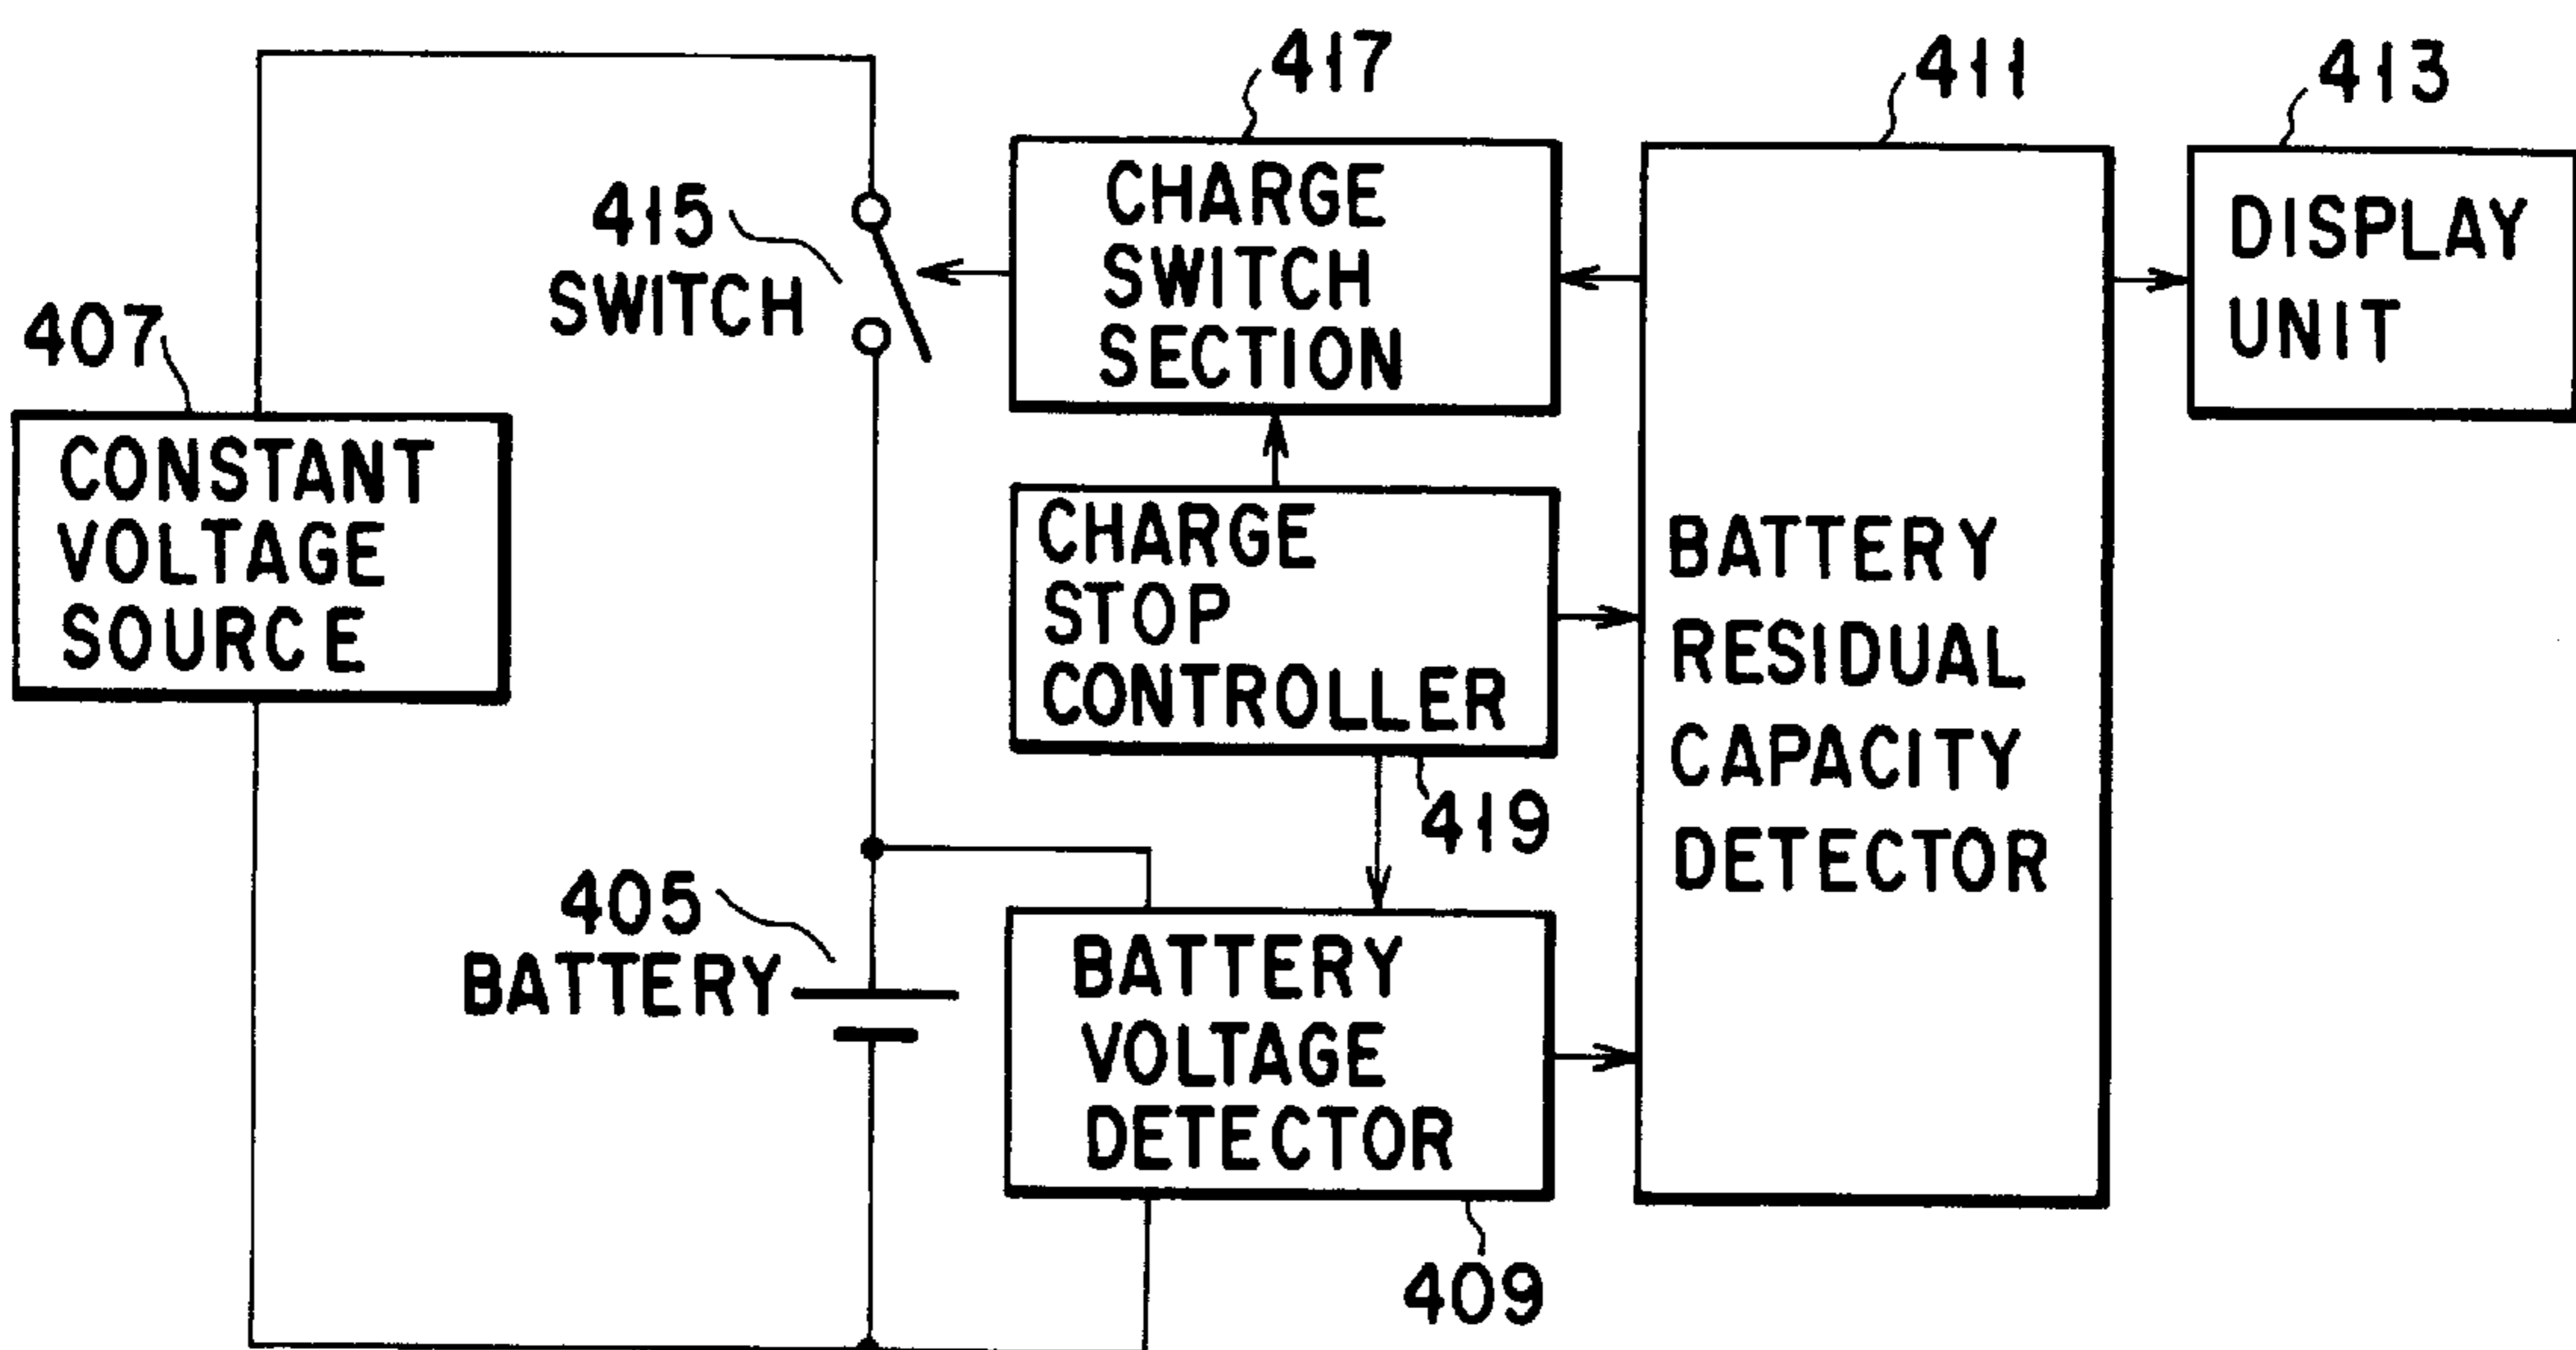 417
411
413
415
SWITCH
CHARGE
SWITCH
SECTION
DISPLAY
UNIT
407
CONSTANT
VOLTAGE
SOURCE
CHARGE
STOP
CONTROLLER
419
BATTERY
RESIDUAL
CAPACITY
DETECTOR
405
BATTERY
BATTERY
VOLTAGE
DETECTOR
409